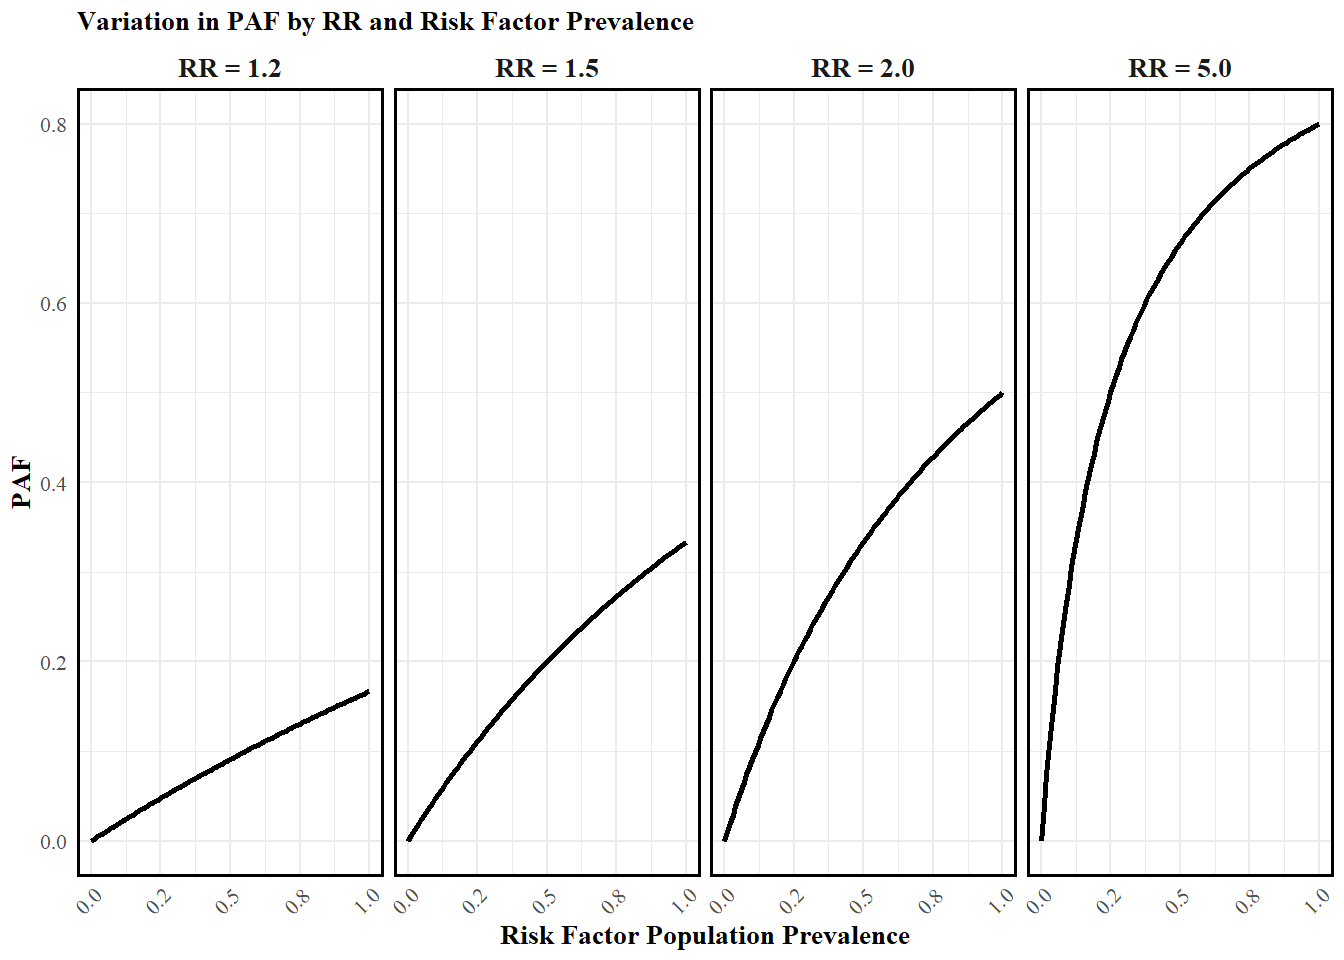 Variation in PAF by RR and Risk Factor Prevalence
RR = 1.2 RR = 1.5 RR = 2.0 RR = 5.0
0.8
0.6
0.4
0.2
0.0
PAF
0.0 0.2 0.5 0.8 1.0 0.0 0.2 0.5 0.8 1.0 0.0 0.2 0.5 0.8 1.0 0.0 0.2 0.5 0.8 1.0
Risk Factor Population Prevalence